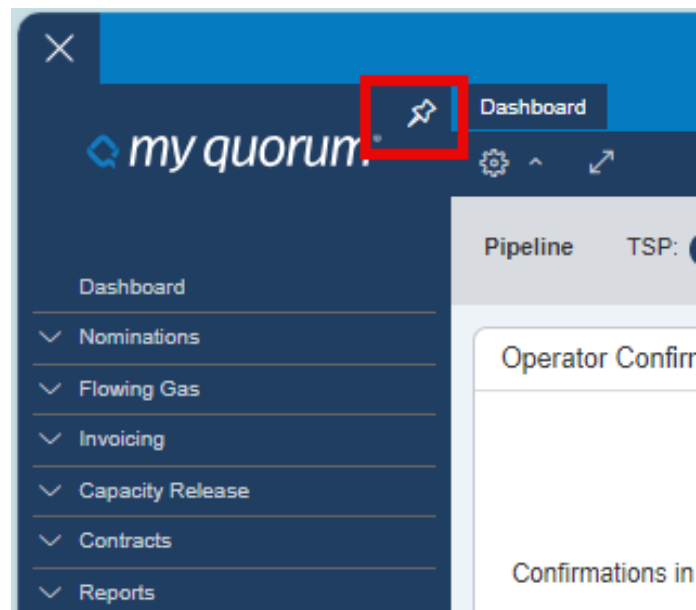 my quorum
Dashboard
Pipeline TSP:
Dashboard
Nominations
Flowing Gas
Invoicing
Capacity Release
Contracts
Reports
Operator Confirm
Confirmations in